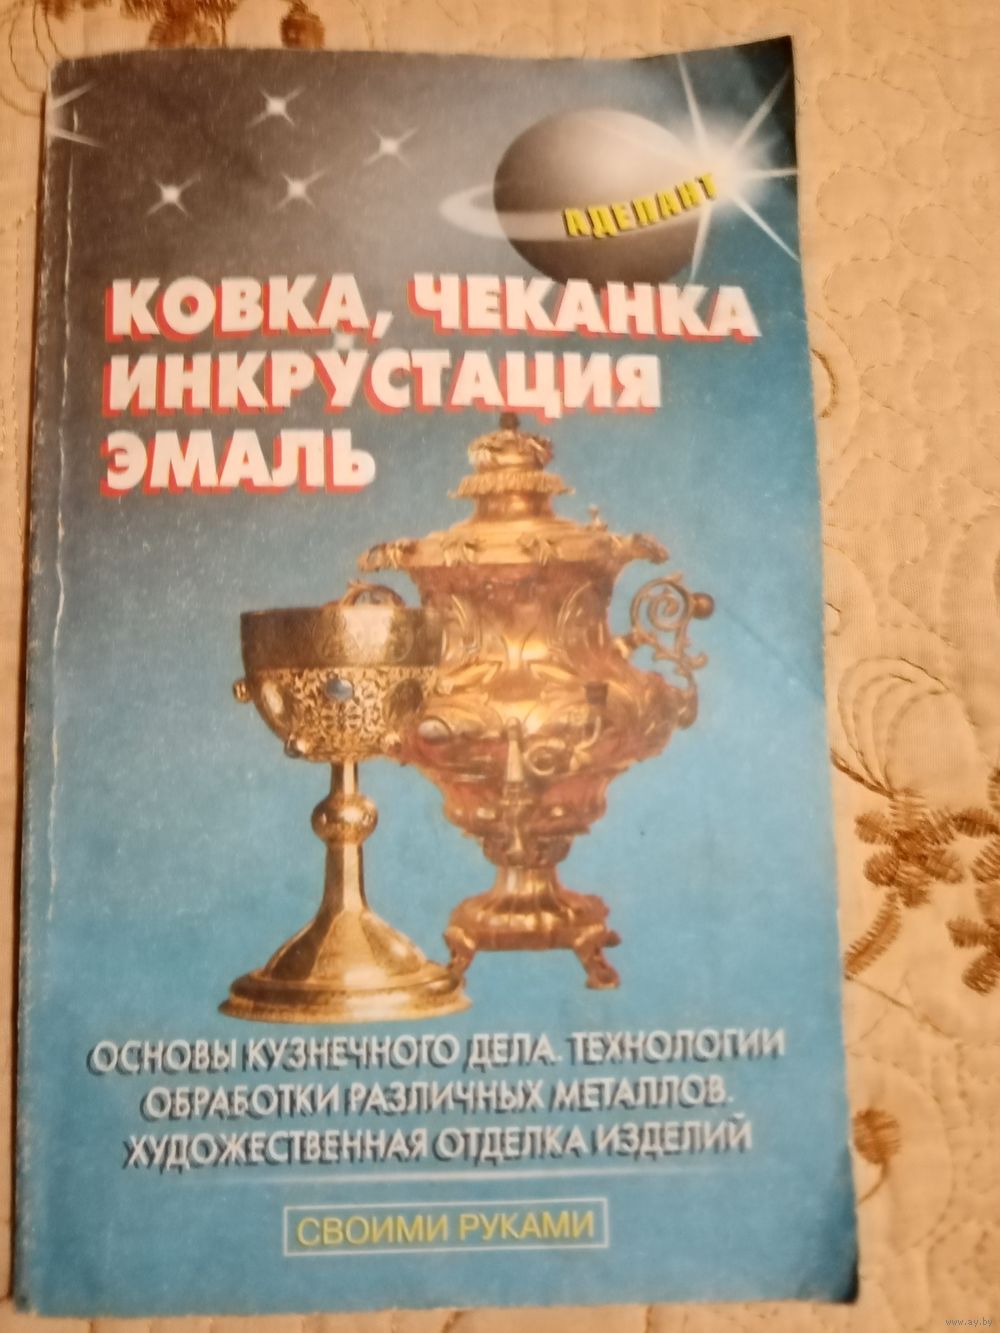 АДЕЛАНТ
КОВКА, ЧЕКАНКА
ИНКРУСТАЦИЯ
ЭМАЛЬ
ОСНОВЫ КУЗНЕЧНОГО ДЕЛА. ТЕХНОЛОГИИ
ОБРАБОТКИ РАЗЛИЧНЫХ МЕТАЛЛОВ.
ХУДОЖЕСТВЕННАЯ ОТДЕЛКА ИЗДЕЛИЙ
СВОИМИ РУКАМИ
www.ay.by